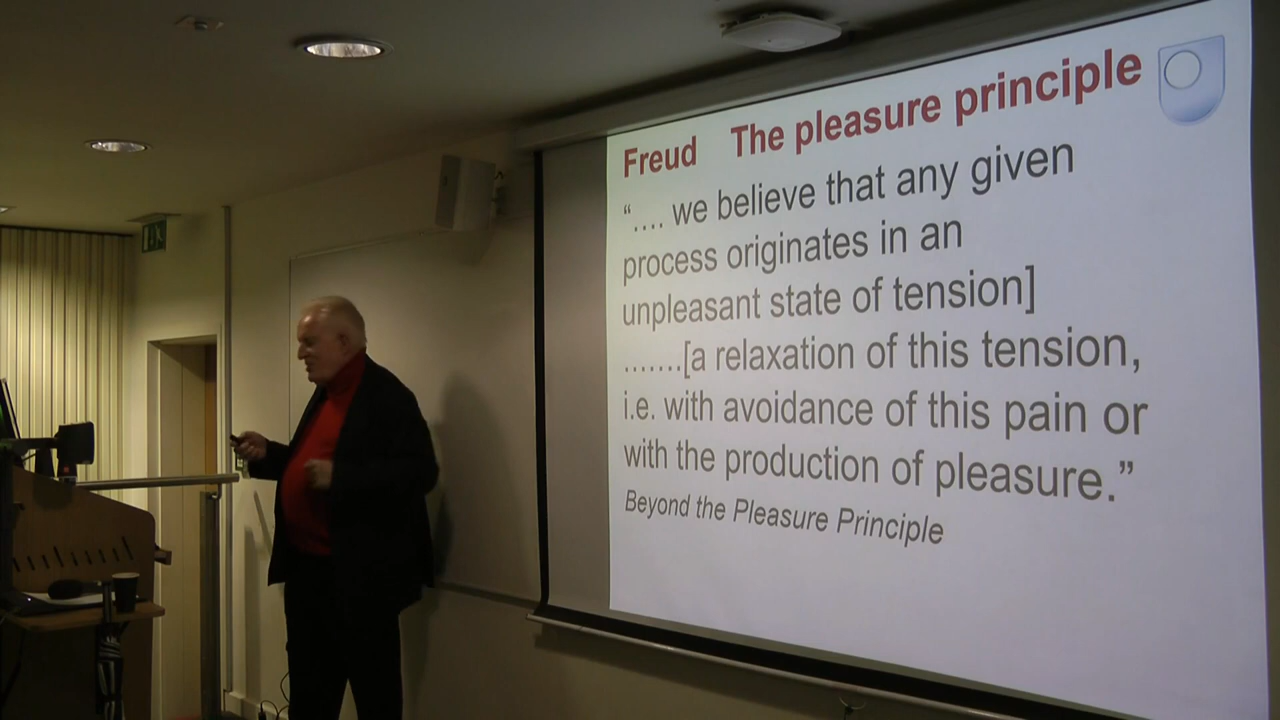 Freud The pleasure principle
“.... we believe that any given
process originates in an
unpleasant state of tension]
.......[a relaxation of this tension,
i.e. with avoidance of this pain or
with the production of pleasure.”
Beyond the Pleasure Principle